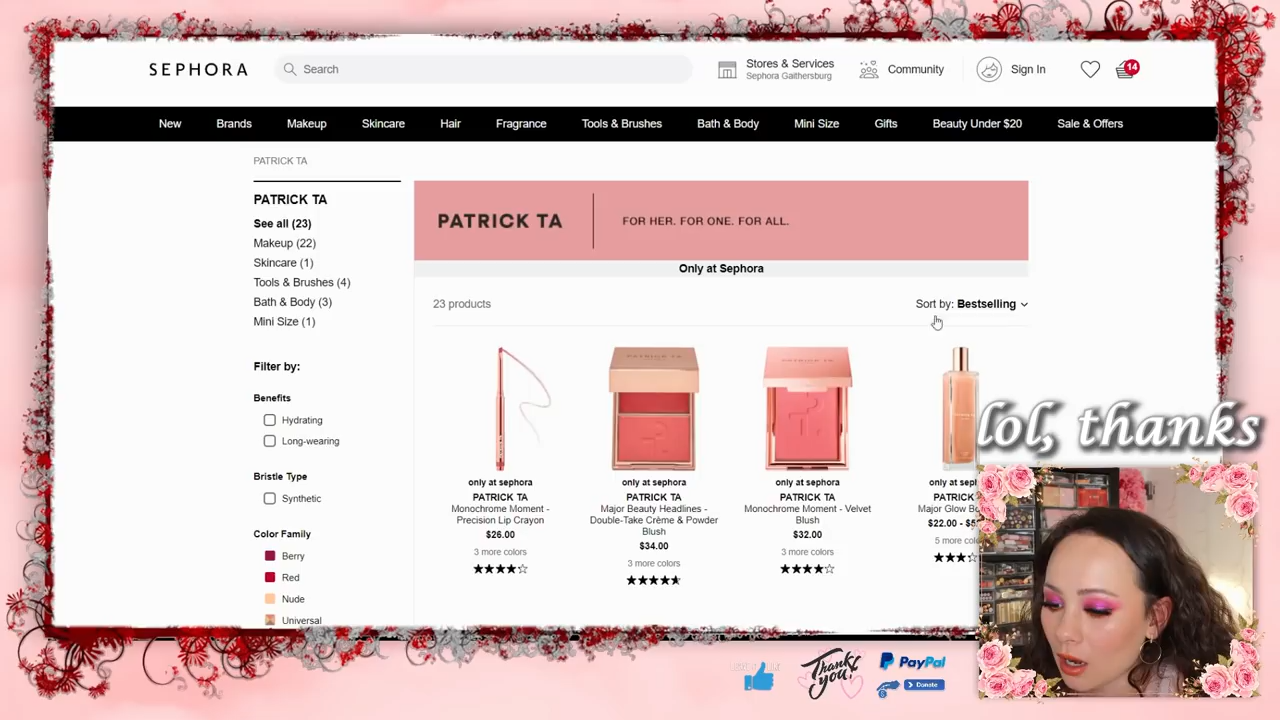 SEPHORA
Search
Stores & Services
Sephora Gaithersburg
Community
Sign In
14
New
Brands
Makeup
Skincare
Hair
Fragrance
Tools & Brushes
Bath & Body
Mini Size
Gifts
Beauty Under $20
Sale & Offers
PATRICK TA
PATRICK TA
See all (23)
Makeup (22)
Skincare (1)
Tools & Brushes (4)
Bath & Body (3)
Mini Size (1)
Filter by:
Benefits
Hydrating
Long-wearing
Bristle Type
Synthetic
Color Family
Berry
Red
Nude
Universal
PATRICK TA
FOR HER. FOR ONE. FOR ALL.
Only at Sephora
23 products
Sort by: Bestselling
only at sephora
PATRICK TA
Monochrome Moment -
Precision Lip Crayon
$26.00
3 more colors
PATRICK TA
only at sephora
PATRICK TA
Major Beauty Headlines -
Double-Take Crème & Powder
Blush
$34.00
3 more colors
only at sephora
PATRICK TA
Monochrome Moment - Velvet
Blush
$32.00
3 more colors
only at
PATRICK
Major Glow
$22.00 -
5 more
lol, thanks
Thank
you!
PayPal
Donate